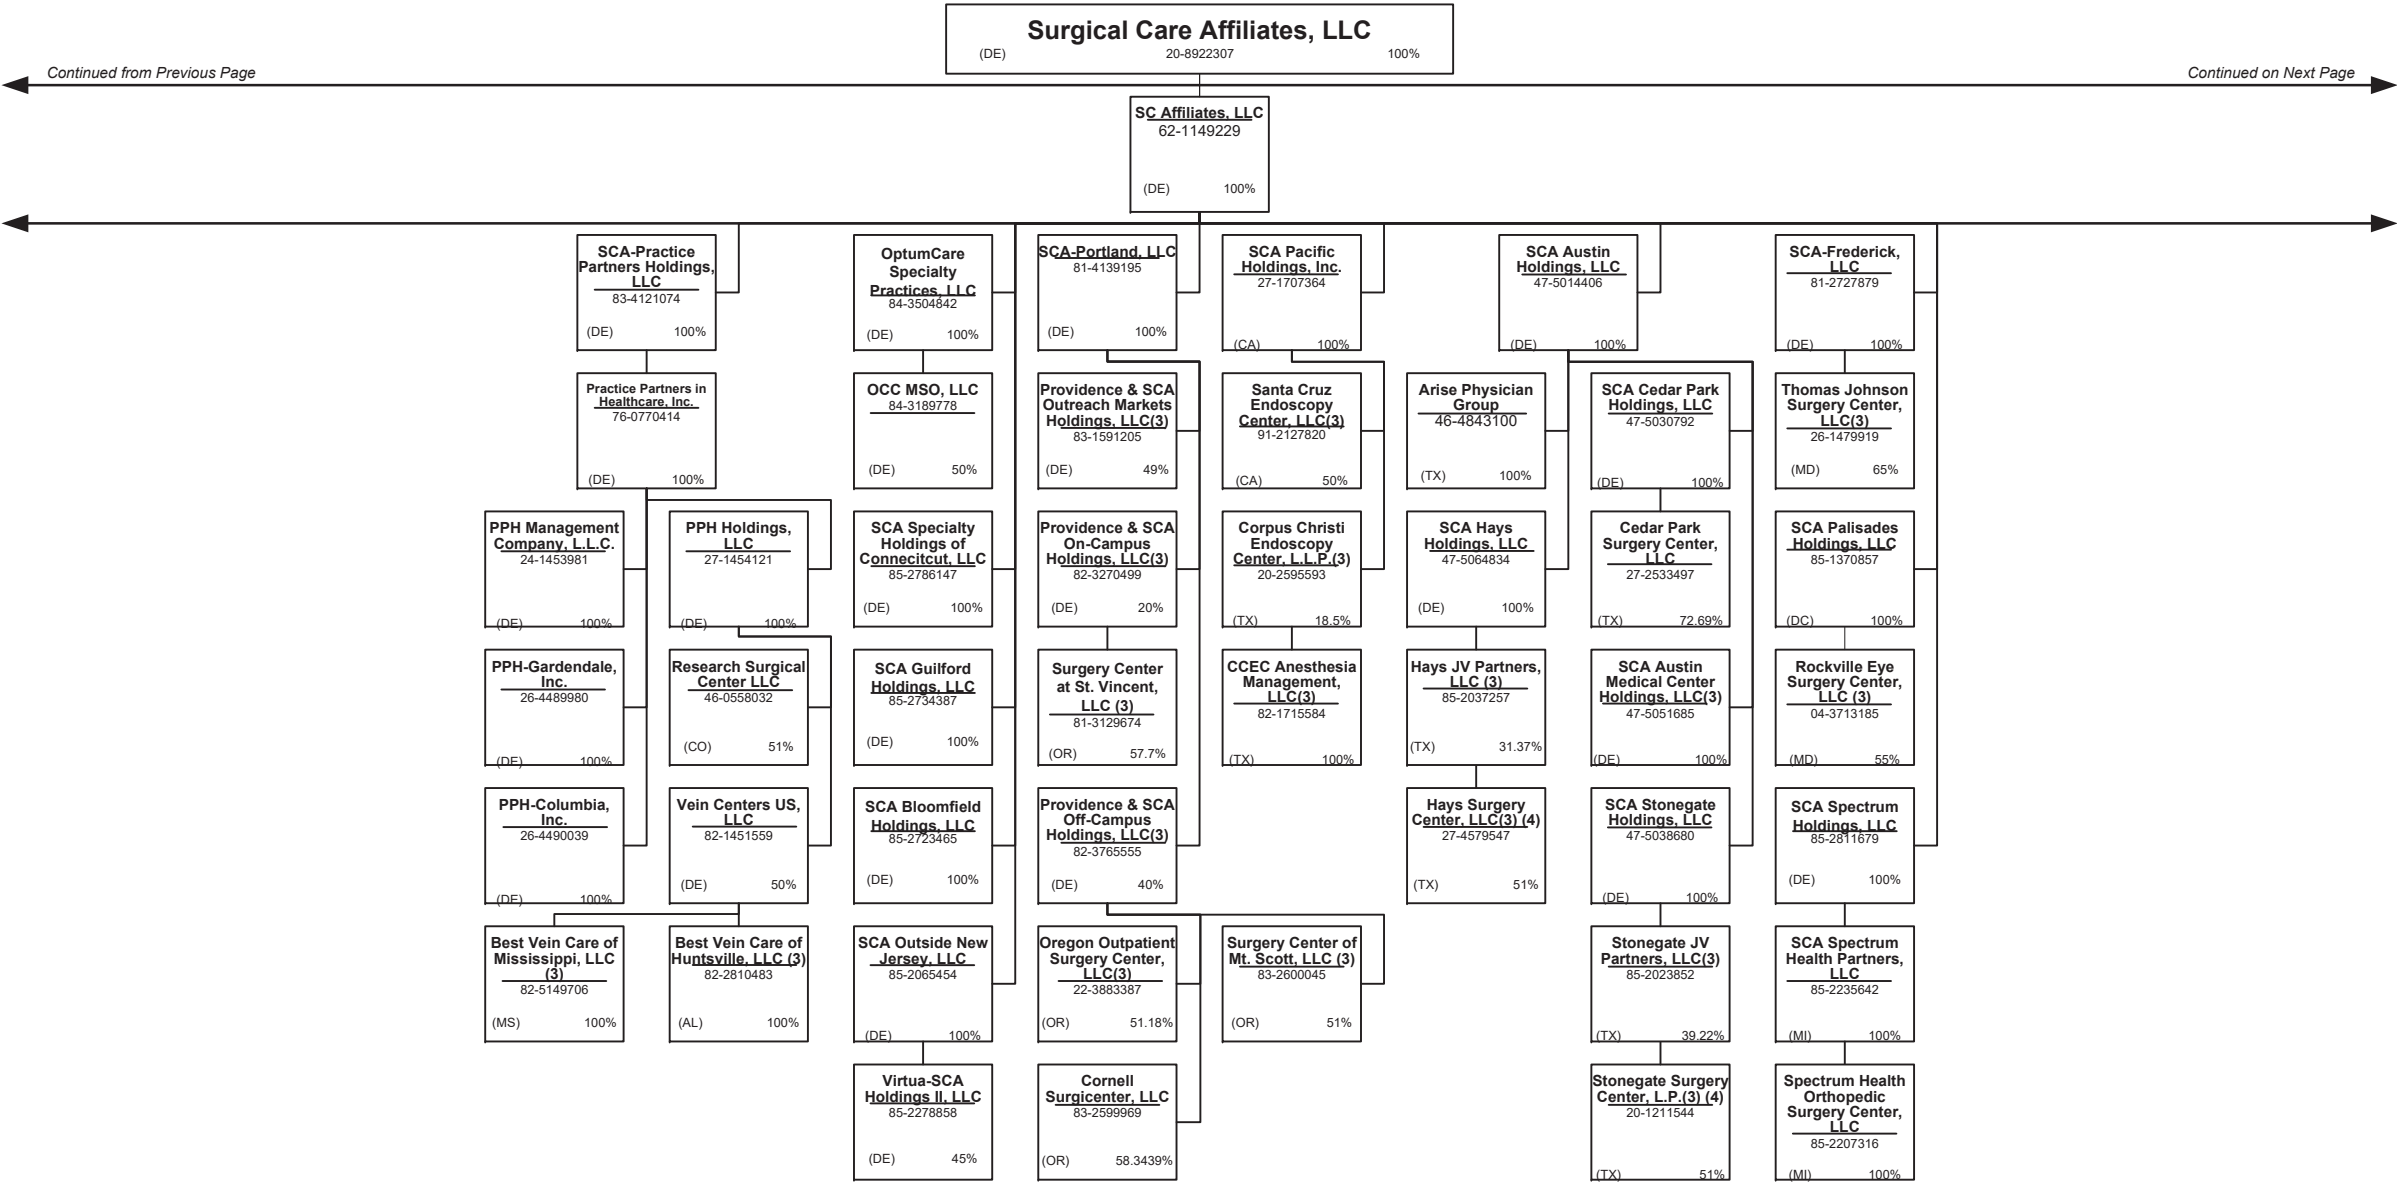 Surgical Care Affiliates, LLC
(DE) 20-8922307 100%
Continued from Previous Page
Continued on Next Page
SC Affiliates, LLC
62-1149229
(DE) 100%
SCA-Practice
Partners Holdings,
LLC
83-4121074
(DE) 100%
OptumCare
Specialty
Practices, LLC
84-3504842
(DE) 100%
SCA-Portland, LLC
81-4139195
(DE) 100%
SCA Pacific
Holdings, Inc.
27-1707364
(CA) 100%
SCA Austin
Holdings, LLC
47-5014406
(DE) 100%
SCA-Frederick,
LLC
81-2727879
(DE) 100%
Practice Partners in
Healthcare, Inc.
76-0770414
(DE) 100%
OCC MSO, LLC
84-3189778
(DE) 50%
Providence & SCA
Outreach Markets
Holdings, LLC(3)
83-1591205
(DE) 49%
Santa Cruz
Endoscopy
Center, LLC(3)
91-2127820
(CA) 50%
Arise Physician
Group
46-4843100
(TX) 100%
SCA Cedar Park
Holdings, LLC
47-5030792
(DE) 100%
Thomas Johnson
Surgery Center,
LLC(3)
26-1479919
(MD) 65%
PPH Management
Company, L.L.C.
24-1453981
(DE) 100%
PPH Holdings,
LLC
27-1454121
(DE) 100%
SCA Specialty
Holdings of
Connecitcut, LLC
85-2786147
(DE) 100%
Providence & SCA
On-Campus
Holdings, LLC(3)
82-3270499
(DE) 20%
Corpus Christi
Endoscopy
Center, L.L.P.(3)
20-2595593
(TX) 18.5%
SCA Hays
Holdings, LLC
47-5064834
(DE) 100%
Cedar Park
Surgery Center,
LLC
27-2533497
(TX) 72.69%
SCA Palisades
Holdings, LLC
85-1370857
(DC) 100%
PPH-Gardendale,
Inc.
26-4489980
(DE) 100%
Research Surgical
Center LLC
46-0558032
(CO) 51%
SCA Guilford
Holdings, LLC
85-2734387
(DE) 100%
Surgery Center
at St. Vincent,
LLC (3)
81-3129674
(OR) 57.7%
CCEC Anesthesia
Management,
LLC(3)
82-1715584
(TX) 100%
Hays JV Partners,
LLC (3)
85-2037257
(TX) 31.37%
SCA Austin
Medical Center
Holdings, LLC(3)
47-5051685
(DE) 100%
Rockville Eye
Surgery Center,
LLC (3)
04-3713185
(MD) 55%
PPH-Columbia,
Inc.
26-4490039
(DE) 100%
Vein Centers US,
LLC
82-1451559
(DE) 50%
SCA Bloomfield
Holdings, LLC
85-2723465
(DE) 100%
Providence & SCA
Off-Campus
Holdings, LLC(3)
82-3765555
(DE) 40%
Hays Surgery
Center, LLC(3) (4)
27-4579547
(TX) 51%
SCA Stonegate
Holdings, LLC
47-5038680
(DE) 100%
SCA Spectrum
Holdings, LLC
85-2811679
(DE) 100%
Best Vein Care of
Mississippi, LLC
(3)
82-5149706
(MS) 100%
Best Vein Care of
Huntsville, LLC (3)
82-2810483
(AL) 100%
SCA Outside New
Jersey, LLC
85-2065454
(DE) 100%
Oregon Outpatient
Surgery Center,
LLC(3)
22-3883387
(OR) 51.18%
Surgery Center of
Mt. Scott, LLC (3)
83-2600045
(OR) 51%
Stonegate JV
Partners, LLC(3)
85-2023852
(TX) 39.22%
SCA Spectrum
Health Partners,
LLC
85-2235642
(MI) 100%
Virtua-SCA
Holdings II, LLC
85-2278858
(DE) 45%
Cornell
Surgicenter, LLC
83-2599969
(OR) 58.3439%
Stonegate Surgery
Center, L.P.(3) (4)
20-1211544
(TX) 51%
Spectrum Health
Orthopedic
Surgery Center,
LLC
85-2207316
(MI) 100%